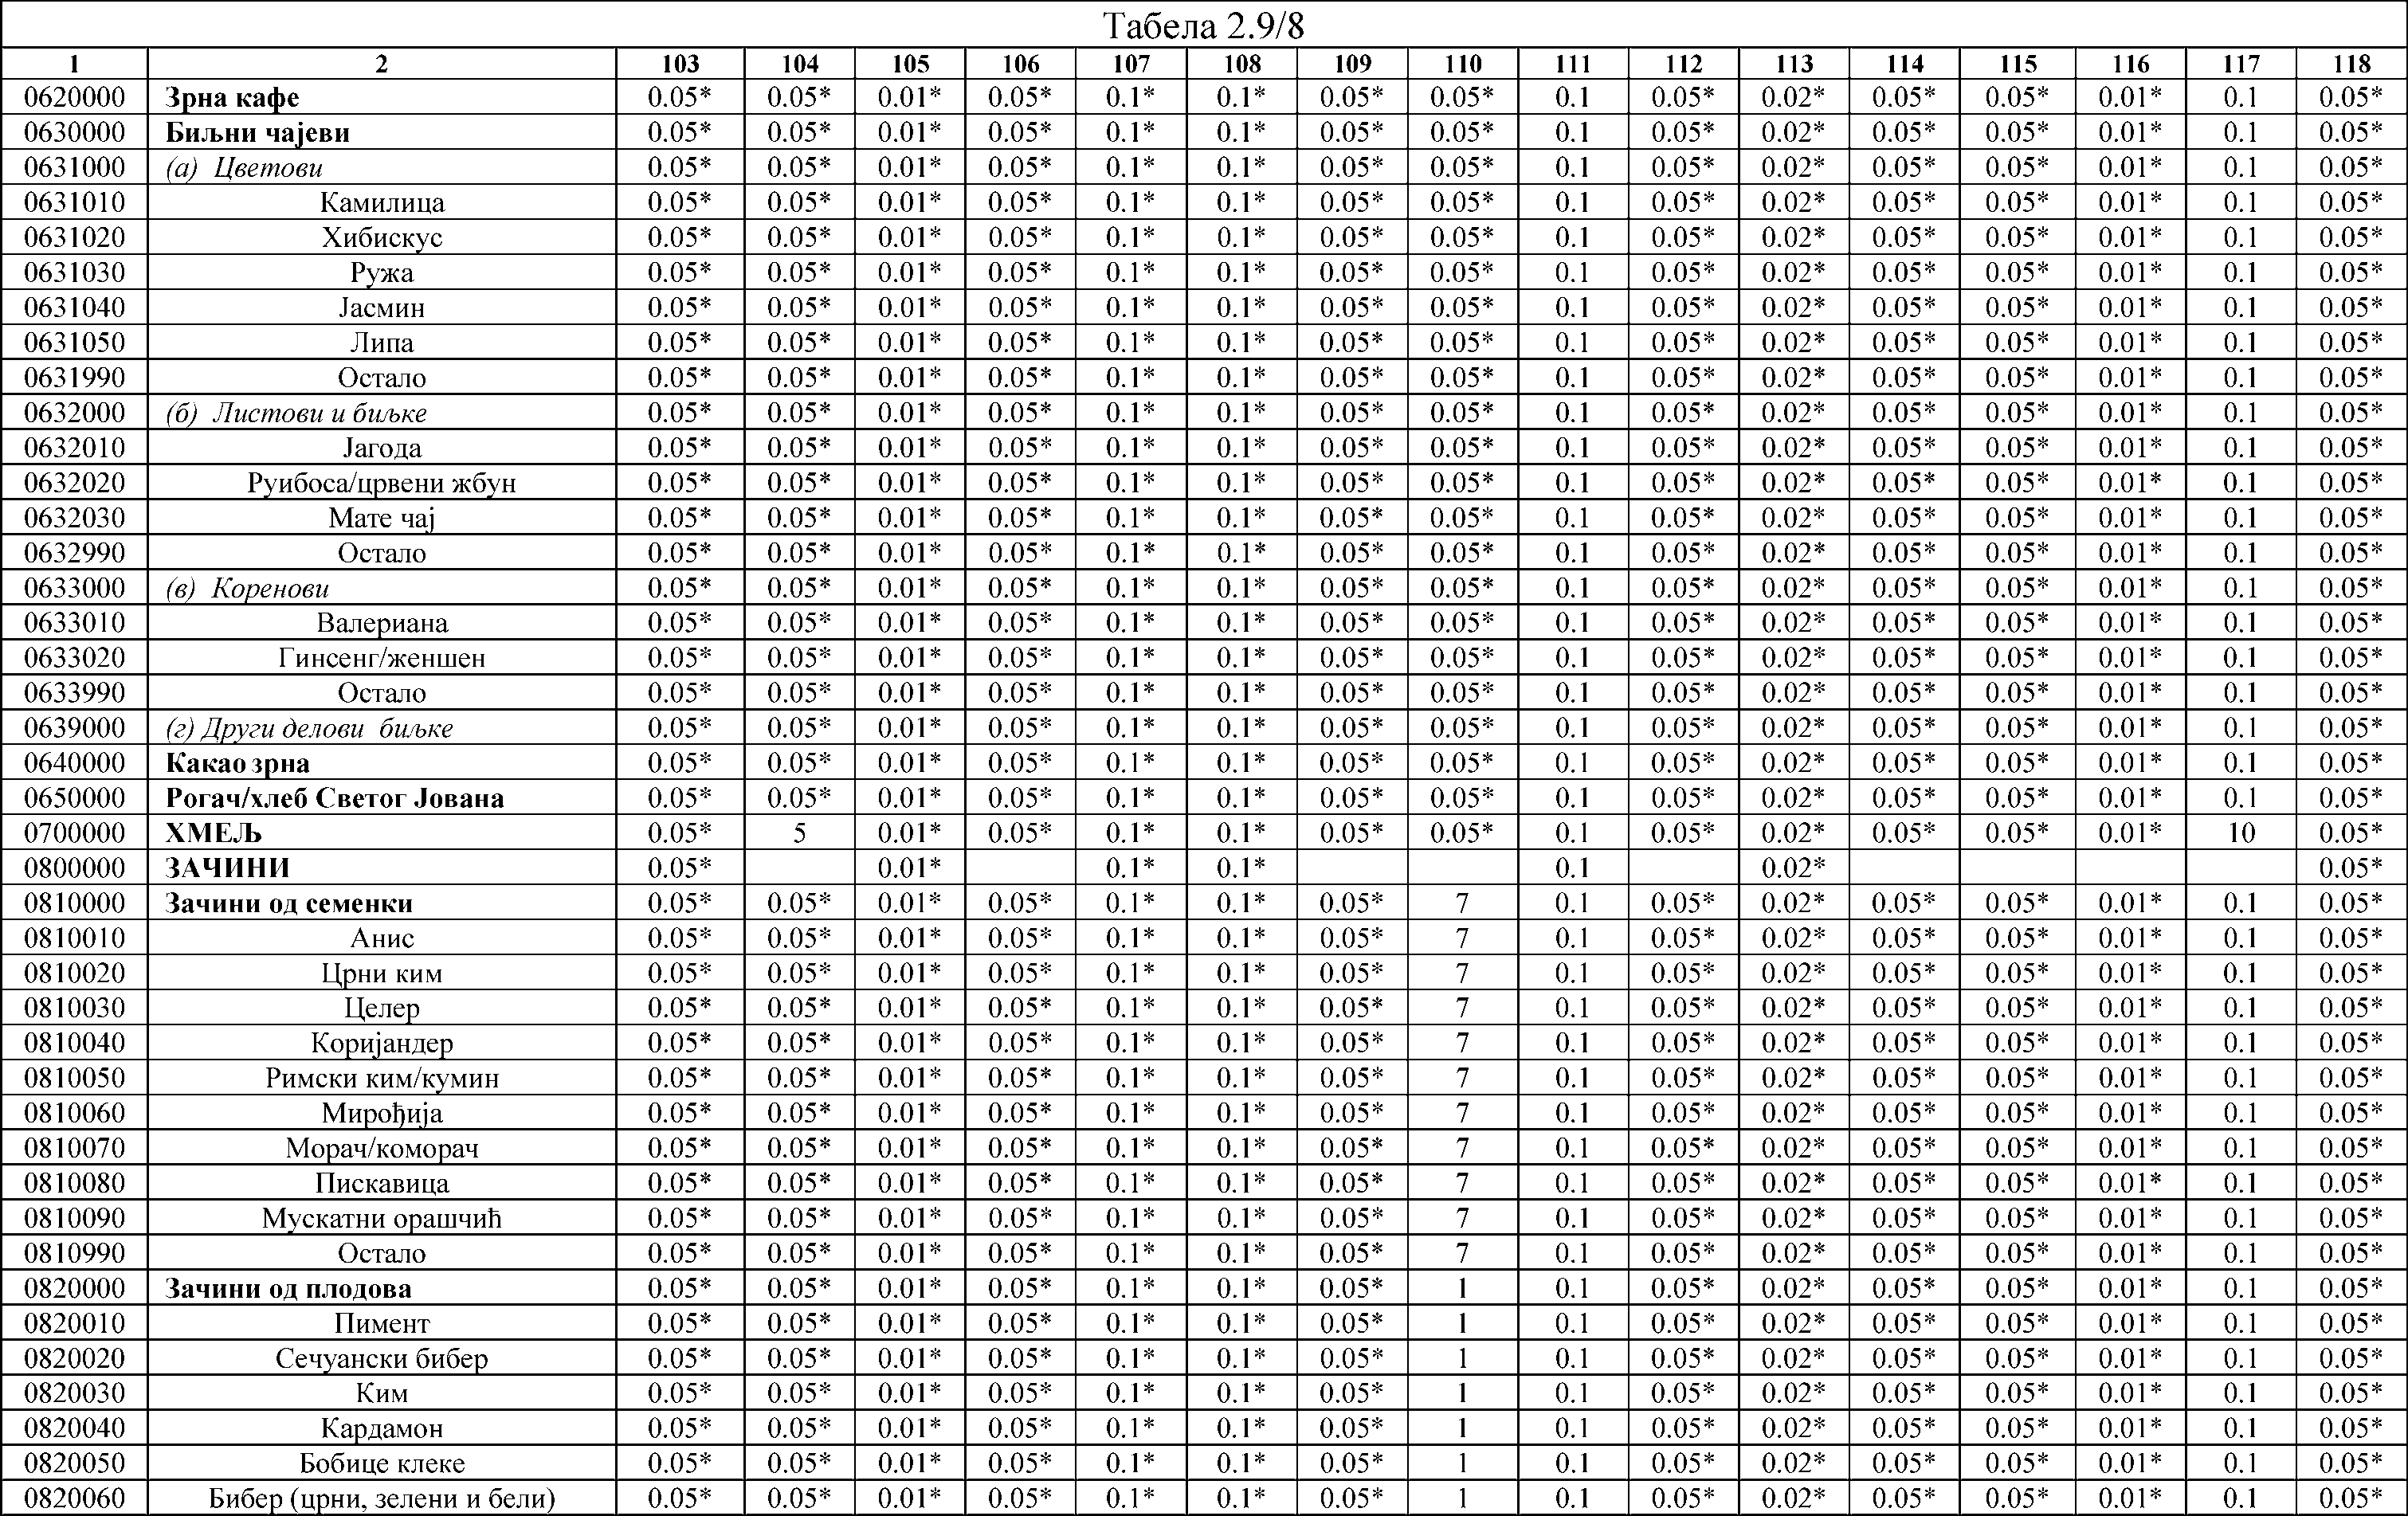 Табела 2.9/8
1 2 103 104 105 106 107 108 109 110 111 112 113 114 115 116 117 118
0620000 Зрна кафе 0.05* 0.05* 0.01* 0.05* 0.1* 0.1* 0.05* 0.05* 0.1 0.05* 0.02* 0.05* 0.05* 0.01* 0.1 0.05*
0630000 Биљни чајеви 0.05* 0.05* 0.01* 0.05* 0.1* 0.1* 0.05* 0.05* 0.1 0.05* 0.02* 0.05* 0.05* 0.01* 0.1 0.05*
0631000 (а) Цветови 0.05* 0.05* 0.01* 0.05* 0.1* 0.1* 0.05* 0.05* 0.1 0.05* 0.02* 0.05* 0.05* 0.01* 0.1 0.05*
0631010 Камилица 0.05* 0.05* 0.01* 0.05* 0.1* 0.1* 0.05* 0.05* 0.1 0.05* 0.02* 0.05* 0.05* 0.01* 0.1 0.05*
0631020 Хибискус 0.05* 0.05* 0.01* 0.05* 0.1* 0.1* 0.05* 0.05* 0.1 0.05* 0.02* 0.05* 0.05* 0.01* 0.1 0.05*
0631030 Ружа 0.05* 0.05* 0.01* 0.05* 0.1* 0.1* 0.05* 0.05* 0.1 0.05* 0.02* 0.05* 0.05* 0.01* 0.1 0.05*
0631040 Јасмин 0.05* 0.05* 0.01* 0.05* 0.1* 0.1* 0.05* 0.05* 0.1 0.05* 0.02* 0.05* 0.05* 0.01* 0.1 0.05*
0631050 Липа 0.05* 0.05* 0.01* 0.05* 0.1* 0.1* 0.05* 0.05* 0.1 0.05* 0.02* 0.05* 0.05* 0.01* 0.1 0.05*
0631990 Остало 0.05* 0.05* 0.01* 0.05* 0.1* 0.1* 0.05* 0.05* 0.1 0.05* 0.02* 0.05* 0.05* 0.01* 0.1 0.05*
0632000 (б) Листови и биљке 0.05* 0.05* 0.01* 0.05* 0.1* 0.1* 0.05* 0.05* 0.1 0.05* 0.02* 0.05* 0.05* 0.01* 0.1 0.05*
0632010 Јагода 0.05* 0.05* 0.01* 0.05* 0.1* 0.1* 0.05* 0.05* 0.1 0.05* 0.02* 0.05* 0.05* 0.01* 0.1 0.05*
0632020 Руибоса/црвени жбун 0.05* 0.05* 0.01* 0.05* 0.1* 0.1* 0.05* 0.05* 0.1 0.05* 0.02* 0.05* 0.05* 0.01* 0.1 0.05*
0632030 Мате чај 0.05* 0.05* 0.01* 0.05* 0.1* 0.1* 0.05* 0.05* 0.1 0.05* 0.02* 0.05* 0.05* 0.01* 0.1 0.05*
0632990 Остало 0.05* 0.05* 0.01* 0.05* 0.1* 0.1* 0.05* 0.05* 0.1 0.05* 0.02* 0.05* 0.05* 0.01* 0.1 0.05*
0633000 (в) Коренови 0.05* 0.05* 0.01* 0.05* 0.1* 0.1* 0.05* 0.05* 0.1 0.05* 0.02* 0.05* 0.05* 0.01* 0.1 0.05*
0633010 Валериана 0.05* 0.05* 0.01* 0.05* 0.1* 0.1* 0.05* 0.05* 0.1 0.05* 0.02* 0.05* 0.05* 0.01* 0.1 0.05*
0633020 Гинсенг/женшен 0.05* 0.05* 0.01* 0.05* 0.1* 0.1* 0.05* 0.05* 0.1 0.05* 0.02* 0.05* 0.05* 0.01* 0.1 0.05*
0633990 Остало 0.05* 0.05* 0.01* 0.05* 0.1* 0.1* 0.05* 0.05* 0.1 0.05* 0.02* 0.05* 0.05* 0.01* 0.1 0.05*
0639000 (г) Други делови биљке 0.05* 0.05* 0.01* 0.05* 0.1* 0.1* 0.05* 0.05* 0.1 0.05* 0.02* 0.05* 0.05* 0.01* 0.1 0.05*
0640000 Какао зрна 0.05* 0.05* 0.01* 0.05* 0.1* 0.1* 0.05* 0.05* 0.1 0.05* 0.02* 0.05* 0.05* 0.01* 0.1 0.05*
0650000 Рогач/хлеб Светог Јована 0.05* 0.05* 0.01* 0.05* 0.1* 0.1* 0.05* 0.05* 0.1 0.05* 0.02* 0.05* 0.05* 0.01* 0.1 0.05*
0700000 ХМЕЉ 0.05* 5 0.01* 0.05* 0.1* 0.1* 0.05* 0.05* 0.1 0.05* 0.02* 0.05* 0.05* 0.01* 10 0.05*
0800000 ЗАЧИНИ 0.05* 0.01* 0.1* 0.1* 0.1 0.02* 0.05*
0810000 Зачини од семенки 0.05* 0.05* 0.01* 0.05* 0.1* 0.1* 0.05* 7 0.1 0.05* 0.02* 0.05* 0.05* 0.01* 0.1 0.05*
0810010 Анис 0.05* 0.05* 0.01* 0.05* 0.1* 0.1* 0.05* 7 0.1 0.05* 0.02* 0.05* 0.05* 0.01* 0.1 0.05*
0810020 Црни ким 0.05* 0.05* 0.01* 0.05* 0.1* 0.1* 0.05* 7 0.1 0.05* 0.02* 0.05* 0.05* 0.01* 0.1 0.05*
0810030 Целер 0.05* 0.05* 0.01* 0.05* 0.1* 0.1* 0.05* 7 0.1 0.05* 0.02* 0.05* 0.05* 0.01* 0.1 0.05*
0810040 Коријандер 0.05* 0.05* 0.01* 0.05* 0.1* 0.1* 0.05* 7 0.1 0.05* 0.02* 0.05* 0.05* 0.01* 0.1 0.05*
0810050 Римски ким/кумин 0.05* 0.05* 0.01* 0.05* 0.1* 0.1* 0.05* 7 0.1 0.05* 0.02* 0.05* 0.05* 0.01* 0.1 0.05*
0810060 Мирођија 0.05* 0.05* 0.01* 0.05* 0.1* 0.1* 0.05* 7 0.1 0.05* 0.02* 0.05* 0.05* 0.01* 0.1 0.05*
0810070 Морач/коморач 0.05* 0.05* 0.01* 0.05* 0.1* 0.1* 0.05* 7 0.1 0.05* 0.02* 0.05* 0.05* 0.01* 0.1 0.05*
0810080 Пискавица 0.05* 0.05* 0.01* 0.05* 0.1* 0.1* 0.05* 7 0.1 0.05* 0.02* 0.05* 0.05* 0.01* 0.1 0.05*
0810090 Мускатни орашчић 0.05* 0.05* 0.01* 0.05* 0.1* 0.1* 0.05* 7 0.1 0.05* 0.02* 0.05* 0.05* 0.01* 0.1 0.05*
0810990 Остало 0.05* 0.05* 0.01* 0.05* 0.1* 0.1* 0.05* 7 0.1 0.05* 0.02* 0.05* 0.05* 0.01* 0.1 0.05*
0820000 Зачини од плодова 0.05* 0.05* 0.01* 0.05* 0.1* 0.1* 0.05* 1 0.1 0.05* 0.02* 0.05* 0.05* 0.01* 0.1 0.05*
0820010 Пимент 0.05* 0.05* 0.01* 0.05* 0.1* 0.1* 0.05* 1 0.1 0.05* 0.02* 0.05* 0.05* 0.01* 0.1 0.05*
0820020 Сечуански бибер 0.05* 0.05* 0.01* 0.05* 0.1* 0.1* 0.05* 1 0.1 0.05* 0.02* 0.05* 0.05* 0.01* 0.1 0.05*
0820030 Ким 0.05* 0.05* 0.01* 0.05* 0.1* 0.1* 0.05* 1 0.1 0.05* 0.02* 0.05* 0.05* 0.01* 0.1 0.05*
0820040 Кардамон 0.05* 0.05* 0.01* 0.05* 0.1* 0.1* 0.05* 1 0.1 0.05* 0.02* 0.05* 0.05* 0.01* 0.1 0.05*
0820050 Бобице клеке 0.05* 0.05* 0.01* 0.05* 0.1* 0.1* 0.05* 1 0.1 0.05* 0.02* 0.05* 0.05* 0.01* 0.1 0.05*
0820060 Бибер (црни, зелени и бели) 0.05* 0.05* 0.01* 0.05* 0.1* 0.1* 0.05* 1 0.1 0.05* 0.02* 0.05* 0.05* 0.01* 0.1 0.05*